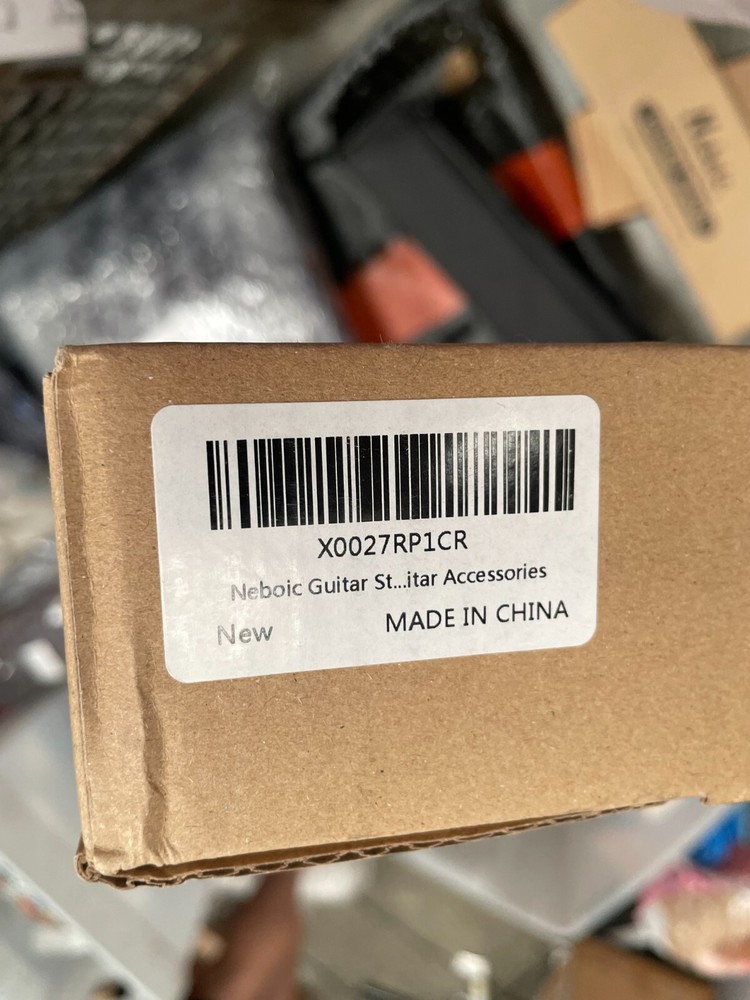 X0027RP1CR
Neboic Guitar St...itar Accessories
New
MADE IN CHINA